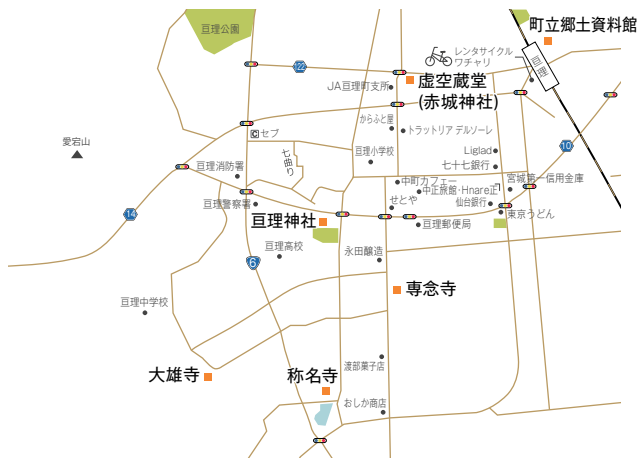 亘理公園
町立郷土資料館
レンタサイクル
ワチャリ
亘理
122
JA亘理町支所
虚空蔵堂
(赤城神社)
からふと屋
セブ
トラットリア デルソーレ
愛宕山
七曲り
亘理小学校
Liglad
10
亘理消防署
七十七銀行
中町カフェー
宮城第一信用金庫
中正旅館・Hnare正
せとや
仙台銀行
亘理警察署
亘理神社
東京うどん
14
亘理郵便局
亘理高校
永田醸造
6
専念寺
亘理中学校
渡部菓子店
大雄寺
称名寺
おしか商店